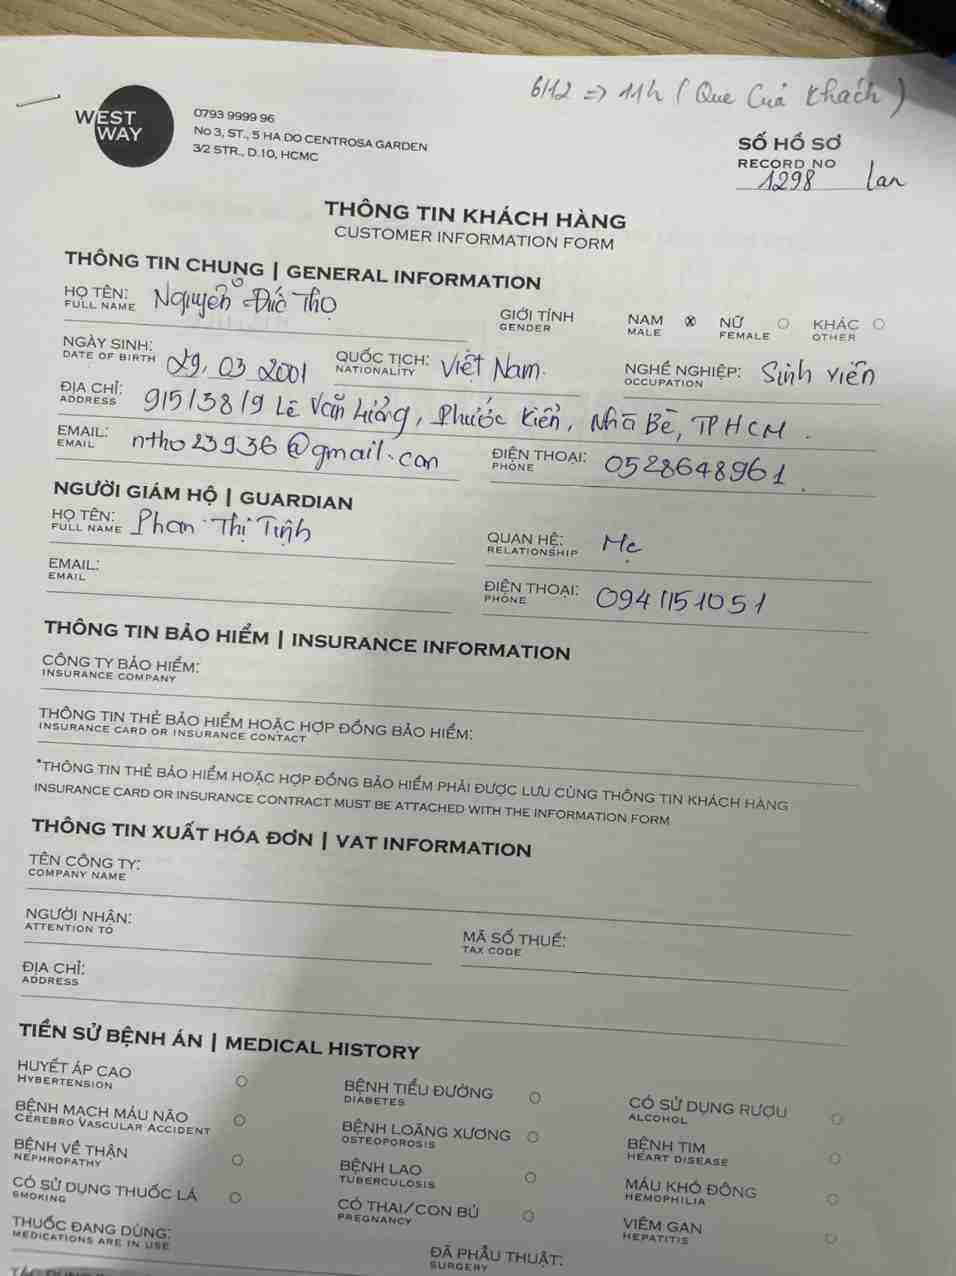 6/12 => 11h (Que Cuả Khách)
WEST WAY
0793 9999 96
No 3, ST., 5 HA DO CENTROSA GARDEN
3/2 STR., D.10, HCMC
SỐ HỒ SƠ
RECORD NO
1298 lan
THÔNG TIN KHÁCH HÀNG
CUSTOMER INFORMATION FORM
THÔNG TIN CHUNG | GENERAL INFORMATION
HỌ TÊN: Nguyễn Đức Thọ
FULL NAME
GIỚI TÍNH NAM NỮ KHÁC
GENDER MALE FEMALE OTHER
NGÀY SINH: 29, 03 2001 QUỐC TỊCH: Việt Nam. NGHỀ NGHIỆP: Sinh viên
DATE OF BIRTH NATIONALITY OCCUPATION
ĐỊA CHỈ: 915/38/9 Lê Văn Lương, Phước Kiển, Nhà Bè, TP HCM.
ADDRESS
EMAIL: ntho23936@gmail.com ĐIỆN THOẠI: 0528648961.
EMAIL PHONE
NGƯỜI GIÁM HỘ | GUARDIAN
HỌ TÊN: Phan Thị Tịnh QUAN HỆ: Mẹ
FULL NAME RELATIONSHIP
EMAIL: ĐIỆN THOẠI: 0941151051
EMAIL PHONE
THÔNG TIN BẢO HIỂM | INSURANCE INFORMATION
CÔNG TY BẢO HIỂM:
INSURANCE COMPANY
THÔNG TIN THẺ BẢO HIỂM HOẶC HỢP ĐỒNG BẢO HIỂM:
INSURANCE CARD OR INSURANCE CONTACT
*THÔNG TIN THẺ BẢO HIỂM HOẶC HỢP ĐỒNG BẢO HIỂM PHẢI ĐƯỢC LƯU CÙNG THÔNG TIN KHÁCH HÀNG
INSURANCE CARD OR INSURANCE CONTRACT MUST BE ATTACHED WITH THE INFORMATION FORM
THÔNG TIN XUẤT HÓA ĐƠN | VAT INFORMATION
TÊN CÔNG TY:
COMPANY NAME
NGƯỜI NHẬN: MÃ SỐ THUẾ:
ATTENTION TO TAX CODE
ĐỊA CHỈ:
ADDRESS
TIỀN SỬ BỆNH ÁN | MEDICAL HISTORY
HUYẾT ÁP CAO BỆNH TIỂU ĐƯỜNG CÓ SỬ DỤNG RƯỢU
HYBERTENSION DIABETES ALCOHOL
BỆNH MẠCH MÁU NÃO BỆNH LOÃNG XƯƠNG BỆNH TIM
CEREBRO VASCULAR ACCIDENT OSTEOPOROSIS HEART DISEASE
BỆNH VỀ THẬN BỆNH LAO MÁU KHÓ ĐÔNG
NEPHROPATHY TUBERCULOSIS HEMOPHILIA
CÓ SỬ DỤNG THUỐC LÁ CÓ THAI/CON BÚ VIÊM GAN
SMOKING PREGNANCY HEPATITIS
THUỐC ĐANG DÙNG: ĐÃ PHẪU THUẬT:
MEDICATIONS ARE IN USE SURGERY